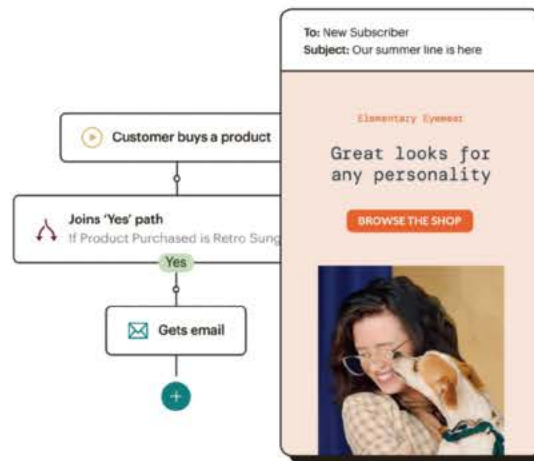 To: New Subscriber
Subject: Our summer line is here
Elementary Eyewear
Great looks for
any personality
BROWSE THE SHOP
Customer buys a product
Joins ‘Yes’ path
If Product Purchased is Retro Sung
Yes
Gets email